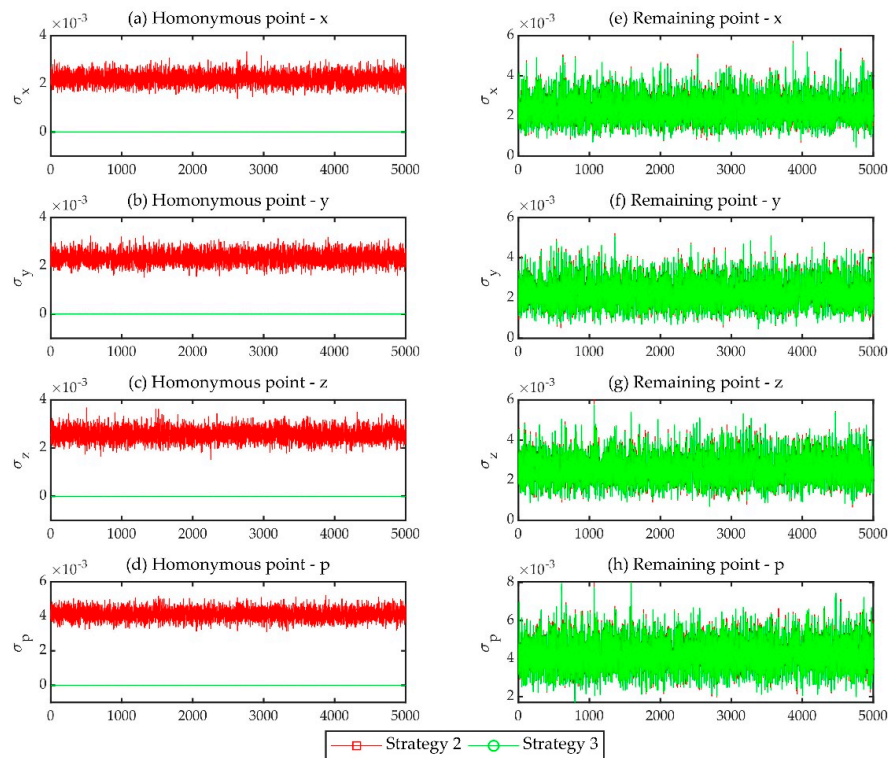 (a) Homonymous point - x
×10⁻³
4
2
0
σx
0 1000 2000 3000 4000 5000
(e) Remaining point - x
×10⁻³
6
4
2
0
σx
0 1000 2000 3000 4000 5000
(b) Homonymous point - y
×10⁻³
4
2
0
σy
0 1000 2000 3000 4000 5000
(f) Remaining point - y
×10⁻³
6
4
2
0
σy
0 1000 2000 3000 4000 5000
(c) Homonymous point - z
×10⁻³
4
2
0
σz
0 1000 2000 3000 4000 5000
(g) Remaining point - z
×10⁻³
6
4
2
0
σz
0 1000 2000 3000 4000 5000
(d) Homonymous point - p
×10⁻³
6
4
2
0
σp
0 1000 2000 3000 4000 5000
(h) Remaining point - p
×10⁻³
8
6
4
2
σp
0 1000 2000 3000 4000 5000
Strategy 2 Strategy 3